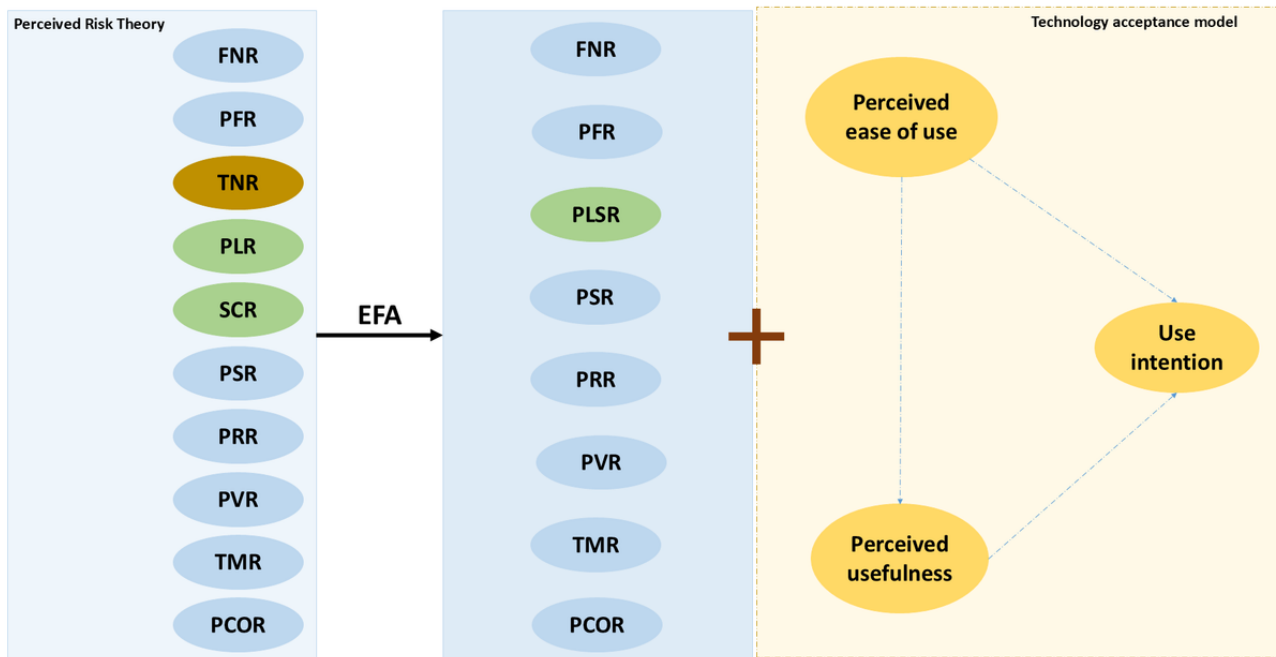 Perceived Risk Theory
FNR
PFR
TNR
PLR
SCR
PSR
PRR
PVR
TMR
PCOR
EFA
FNR
PFR
PLSR
PSR
PRR
PVR
TMR
PCOR
Technology acceptance model
Perceived
ease of use
Use
intention
Perceived
usefulness